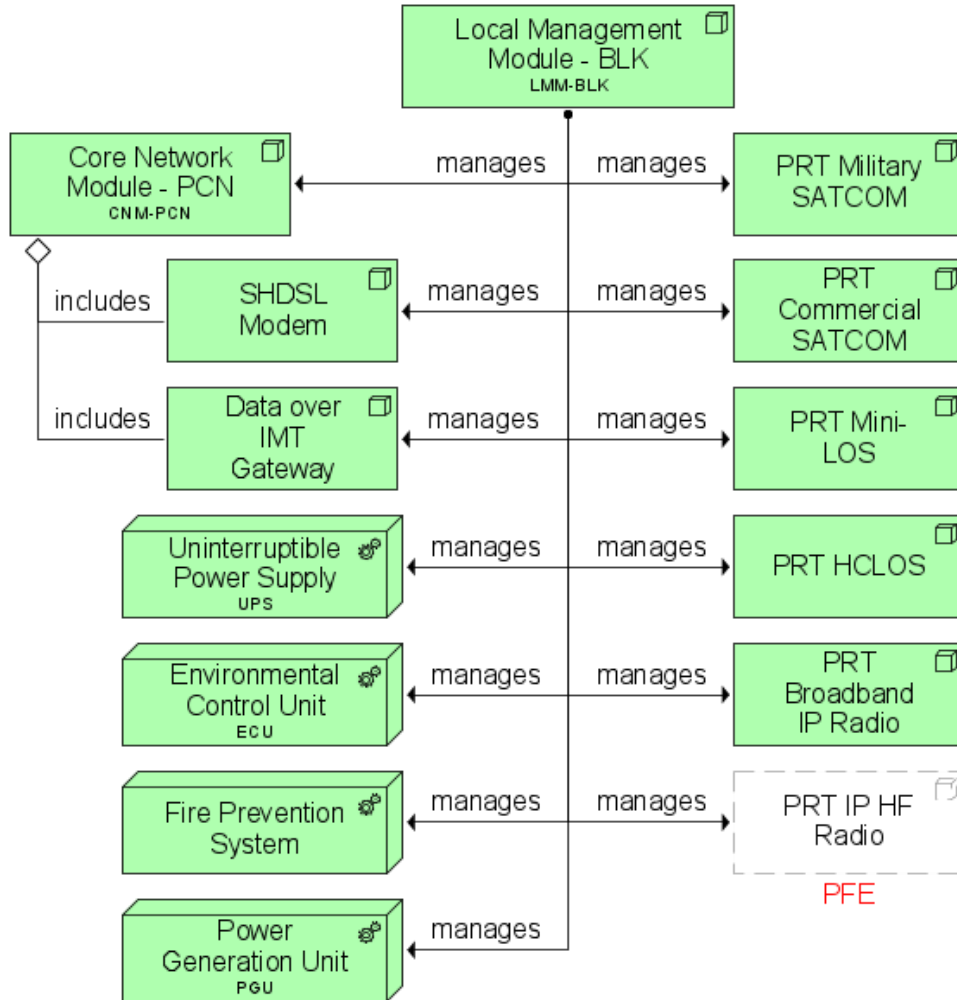 Local Management
Module - BLK
LMM-BLK
Core Network
Module - PCN
CNM-PCN
manages
manages
PRT Military
SATCOM
includes
SHDSL
Modem
manages
manages
PRT
Commercial
SATCOM
includes
Data over
IMT
Gateway
manages
manages
PRT Mini-
LOS
Uninterruptible
Power Supply
UPS
manages
manages
PRT HCLOS
Environmental
Control Unit
ECU
manages
manages
PRT
Broadband
IP Radio
Fire Prevention
System
manages
manages
PRT IP HF
Radio
PFE
Power
Generation Unit
PGU
manages